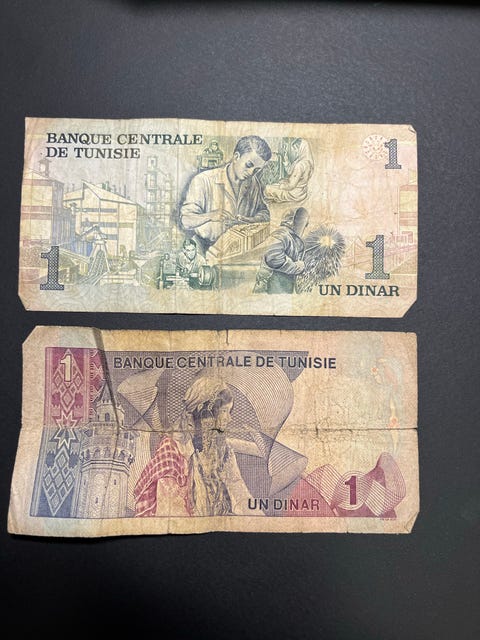 BANQUE CENTRALE
DE TUNISIE
1
1
1
UN DINAR
BANQUE CENTRALE DE TUNISIE
1
UN DINAR
1